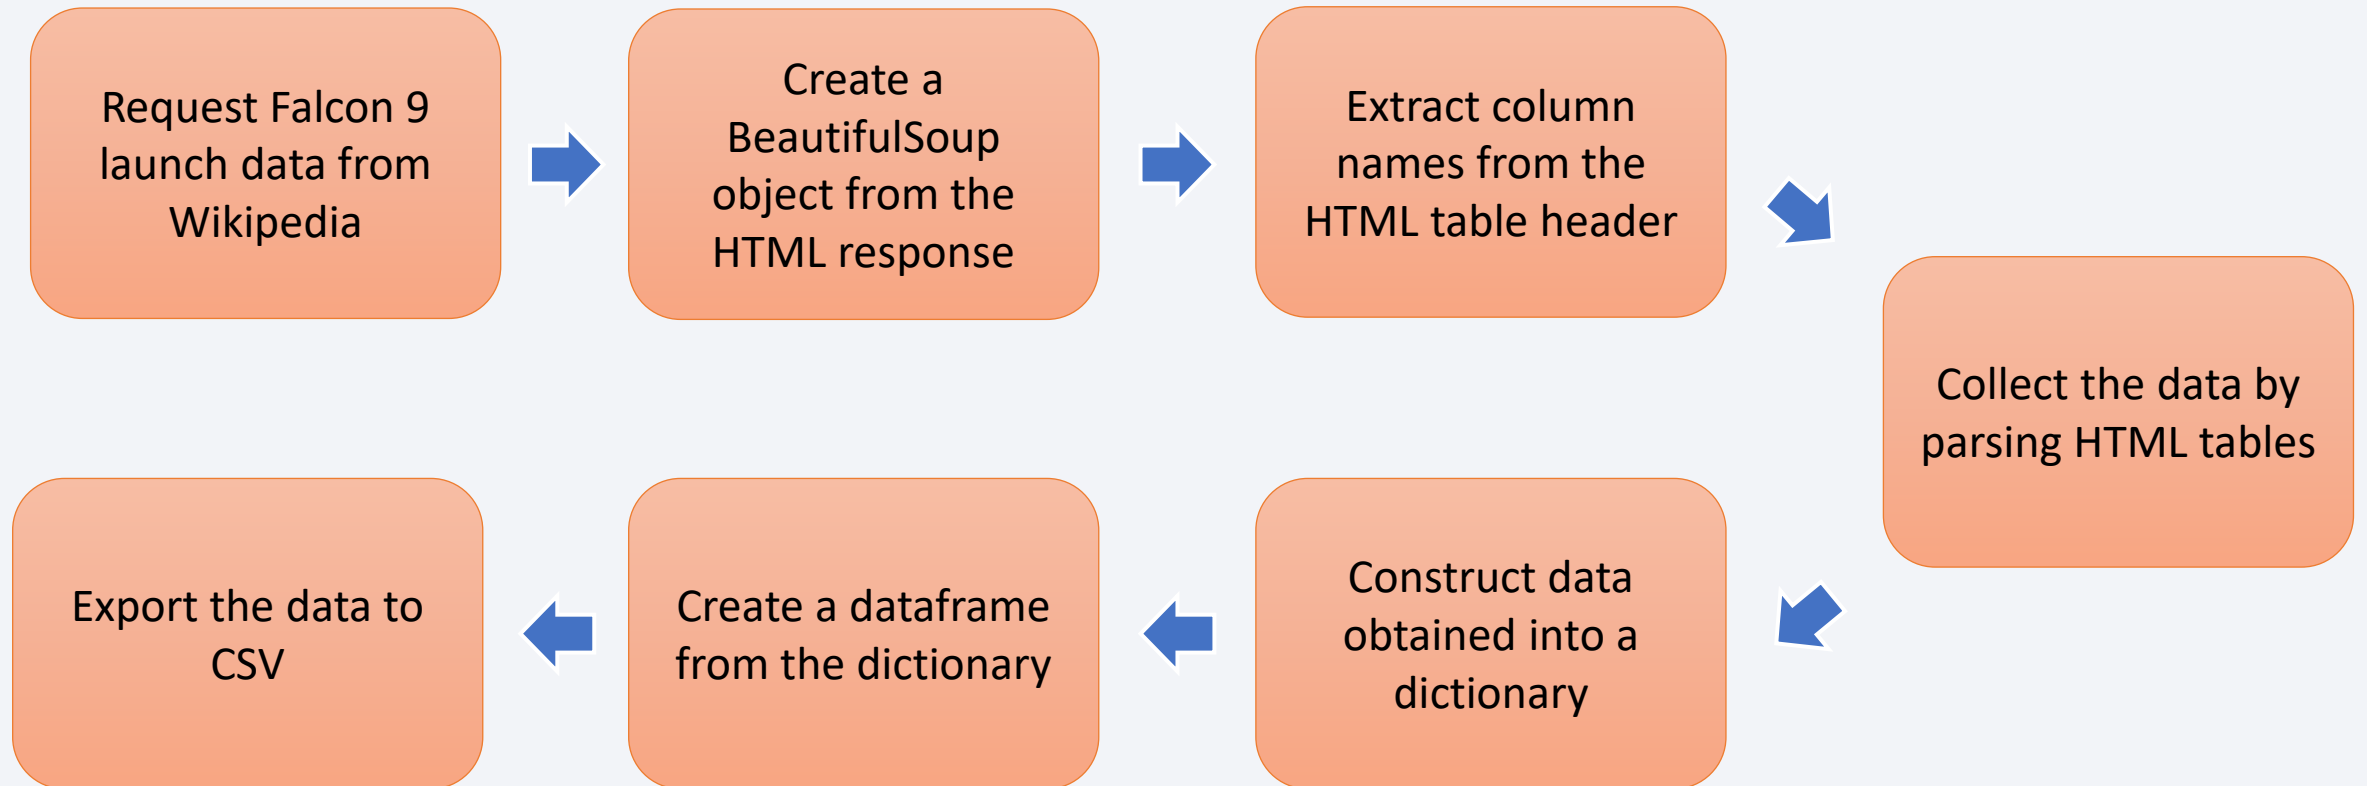 Request Falcon 9
launch data from
Wikipedia
Create a
BeautifulSoup
object from the
HTML response
Extract column
names from the
HTML table header
Collect the data by
parsing HTML tables
Construct data
obtained into a
dictionary
Create a dataframe
from the dictionary
Export the data to
CSV